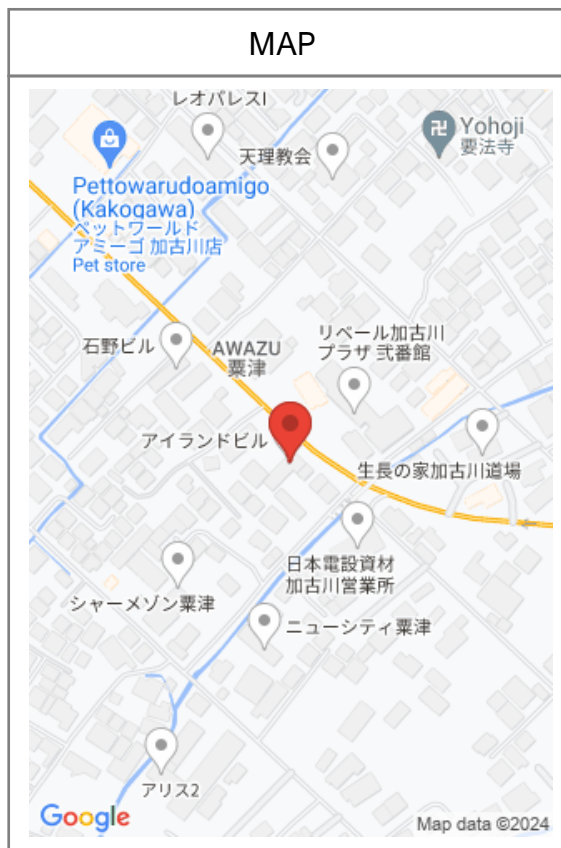 MAP
レオパレスI
天理教会
Yohoji
要法寺
Pettowarudoamigo
(Kakogawa)
ペットワールド
アミーゴ 加古川店
Pet store
石野ビル
AWAZU
粟津
リベール加古川
プラザ 弐番館
アイランドビル
生長の家加古川道場
日本電設資材
加古川営業所
シャーメゾン粟津
ニューシティ粟津
アリス2
Google
Map data ©2024